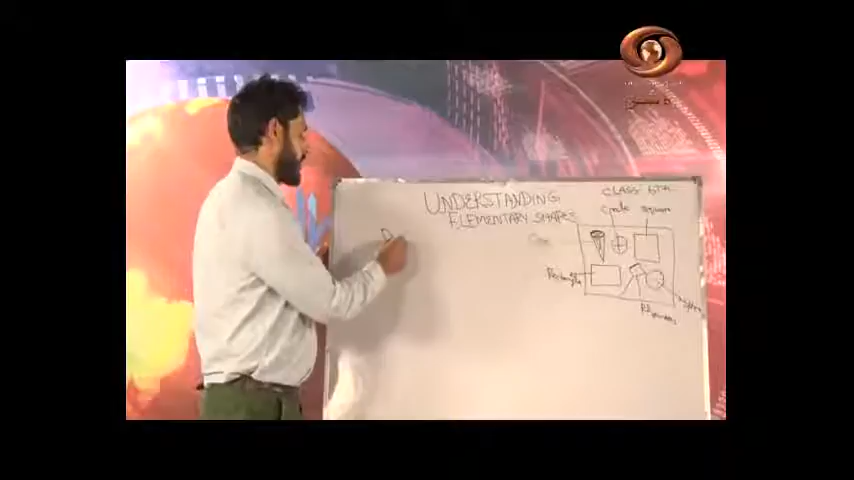 UNDERSTANDING
ELEMENTARY SHAPES
CLASS 6TH
Circle Square
Rectangle